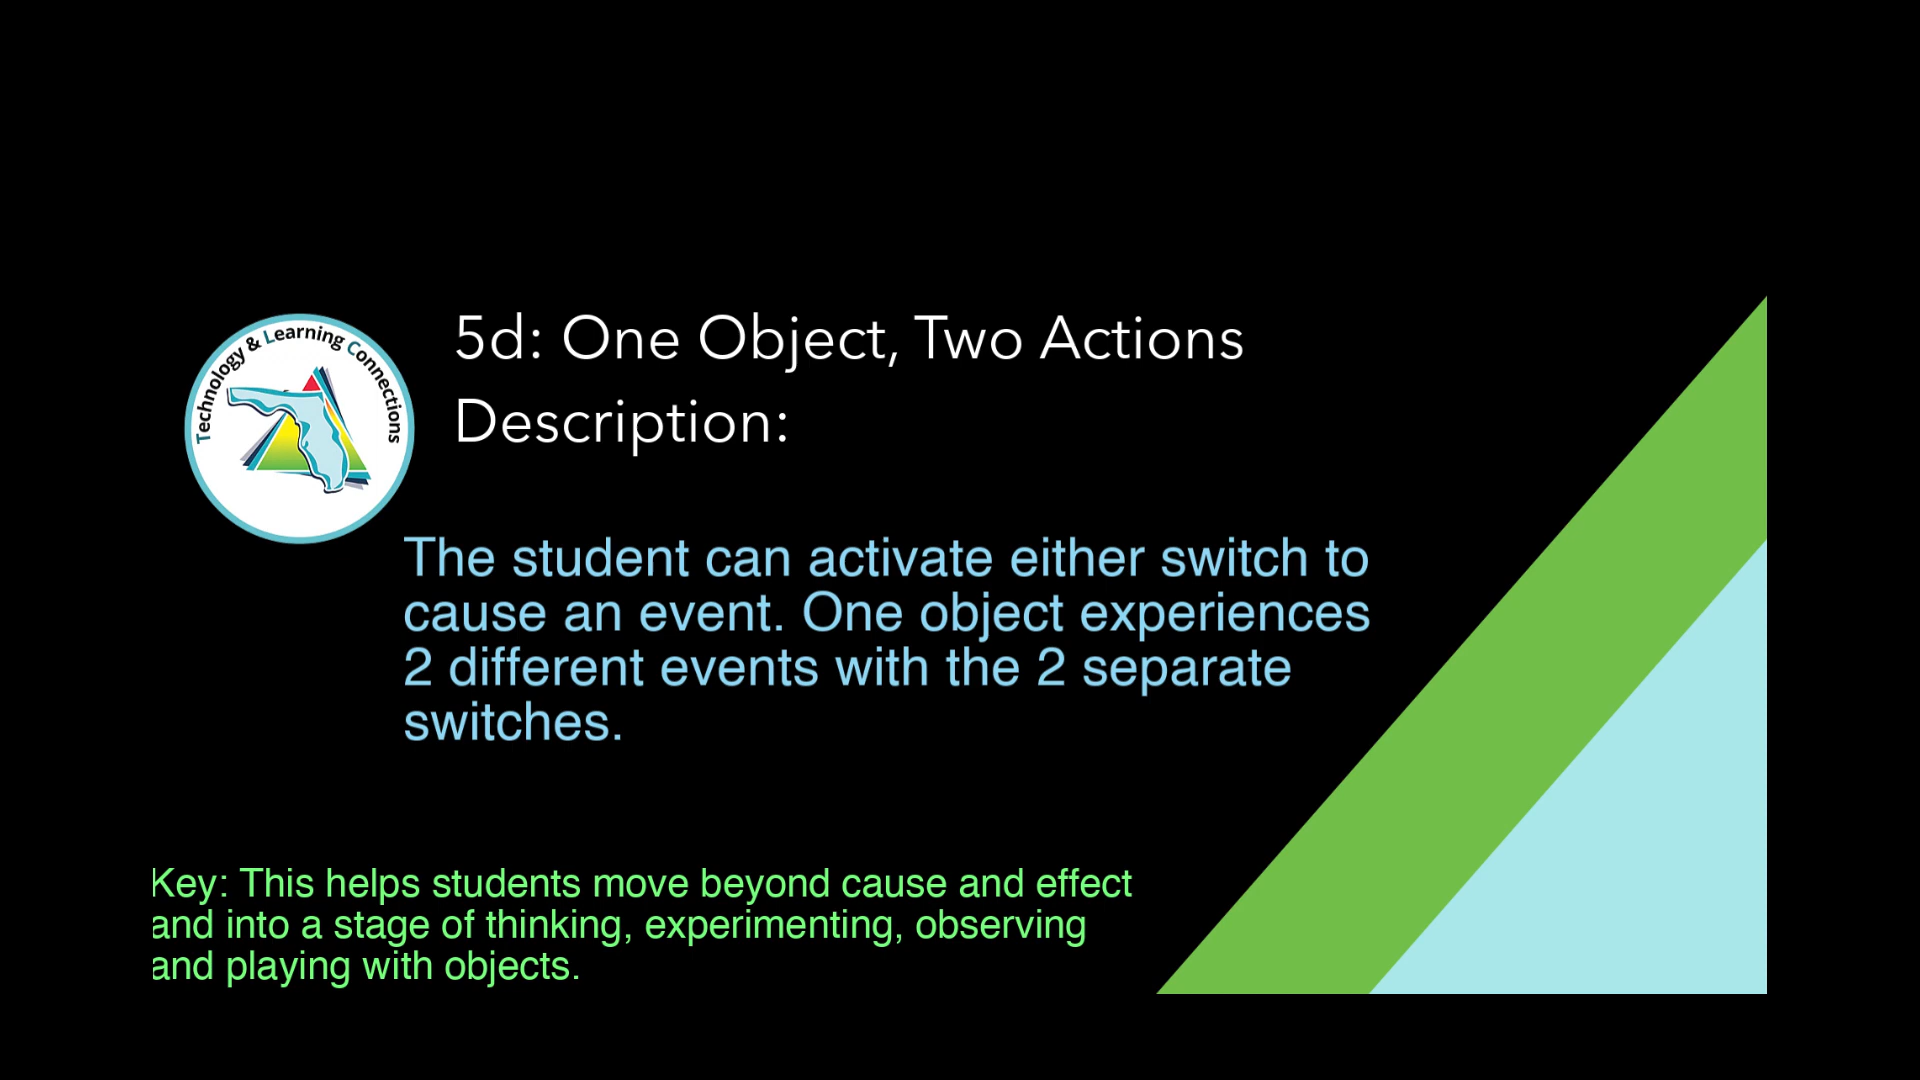 Technology & Learning Connections
5d: One Object, Two Actions
Description:
The student can activate either switch to
cause an event. One object experiences
2 different events with the 2 separate
switches.
Key: This helps students move beyond cause and effect
and into a stage of thinking, experimenting, observing
and playing with objects.